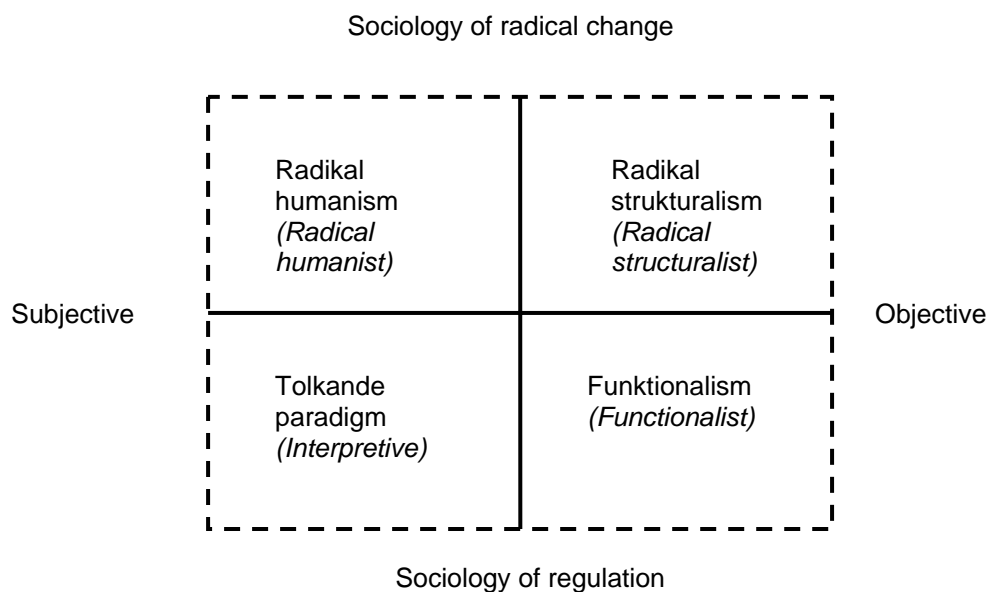 Sociology of radical change
Radikal
humanism
(Radical
humanist)
Radikal
strukturalism
(Radical
structuralist)
Subjective
Objective
Tolkande
paradigm
(Interpretive)
Funktionalism
(Functionalist)
Sociology of regulation